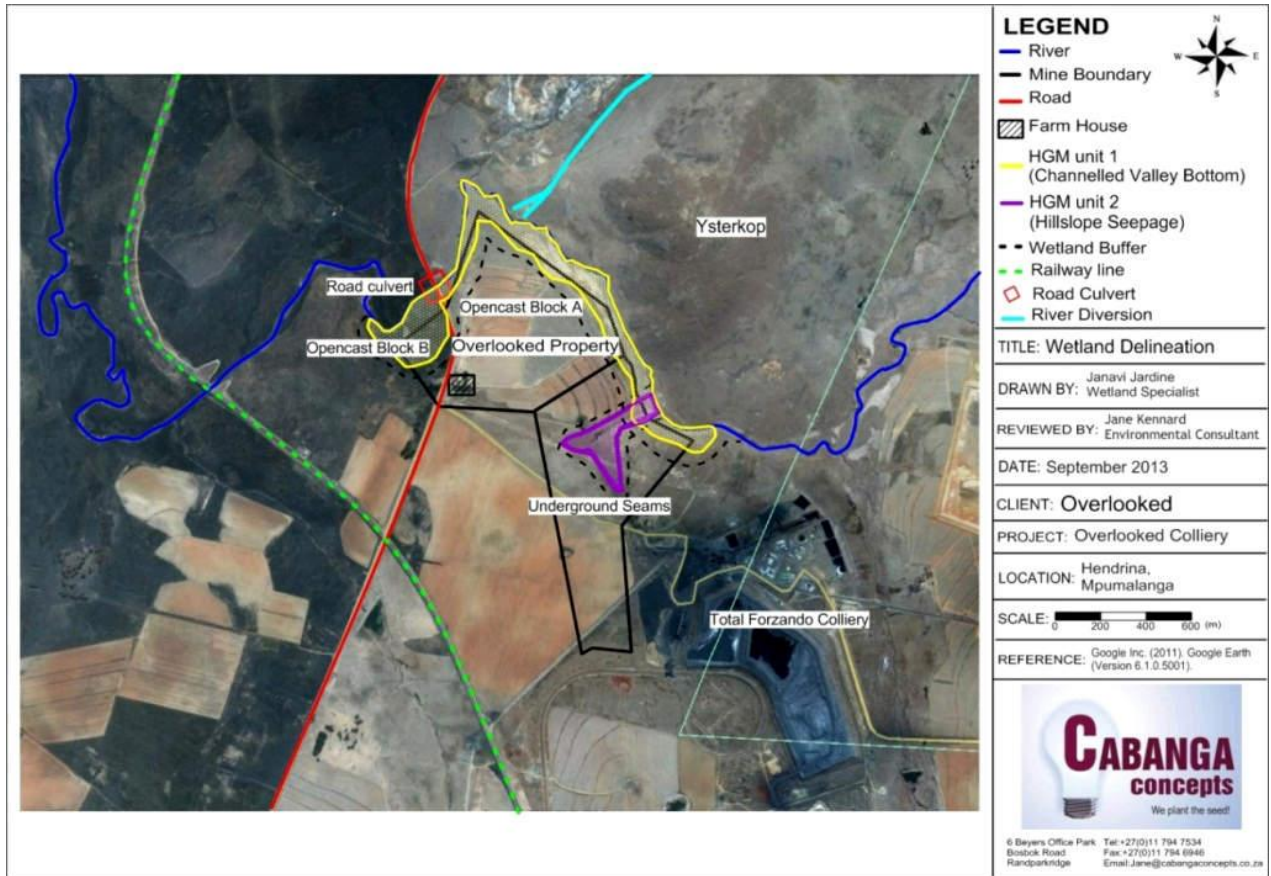 Road culvert
Opencast Block A
Opencast Block B
Overlooked Property
Ysterkop
Underground Seams
Total Forzando Colliery
LEGEND
N
W
E
S
River
Mine Boundary
Road
Farm House
HGM unit 1
(Channelled Valley Bottom)
HGM unit 2
(Hillslope Seepage)
Wetland Buffer
Railway line
Road Culvert
River Diversion
TITLE: Wetland Delineation
DRAWN BY: Janavi Jardine
Wetland Specialist
REVIEWED BY: Jane Kennard
Environmental Consultant
DATE: September 2013
CLIENT: Overlooked
PROJECT: Overlooked Colliery
LOCATION: Hendrina,
Mpumalanga
SCALE: 0 200 400 600 (m)
REFERENCE: Google Inc. (2011). Google Earth
(Version 6.1.0.5001).
CABANGA
concepts
We plant the seed!
6 Beyers Office Park Tel:+27(0)11 794 7534
Bosbok Road Fax:+27(0)11 794 6946
Randparkridge Email:Jane@cabangaconcepts.co.za